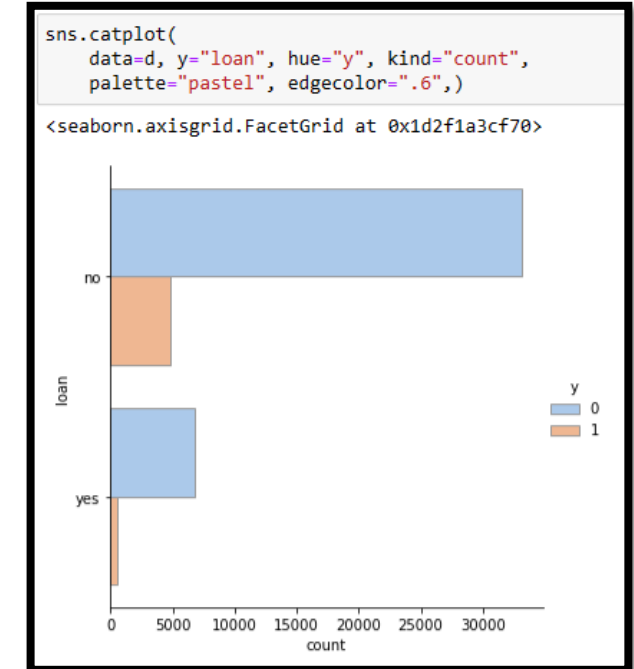 sns.catplot(
    data=d, y="loan", hue="y", kind="count",
    palette="pastel", edgecolor=".6",)
<seaborn.axisgrid.FacetGrid at 0x1d2f1a3cf70>
no
yes
loan
y
0
1
0 5000 10000 15000 20000 25000 30000
count